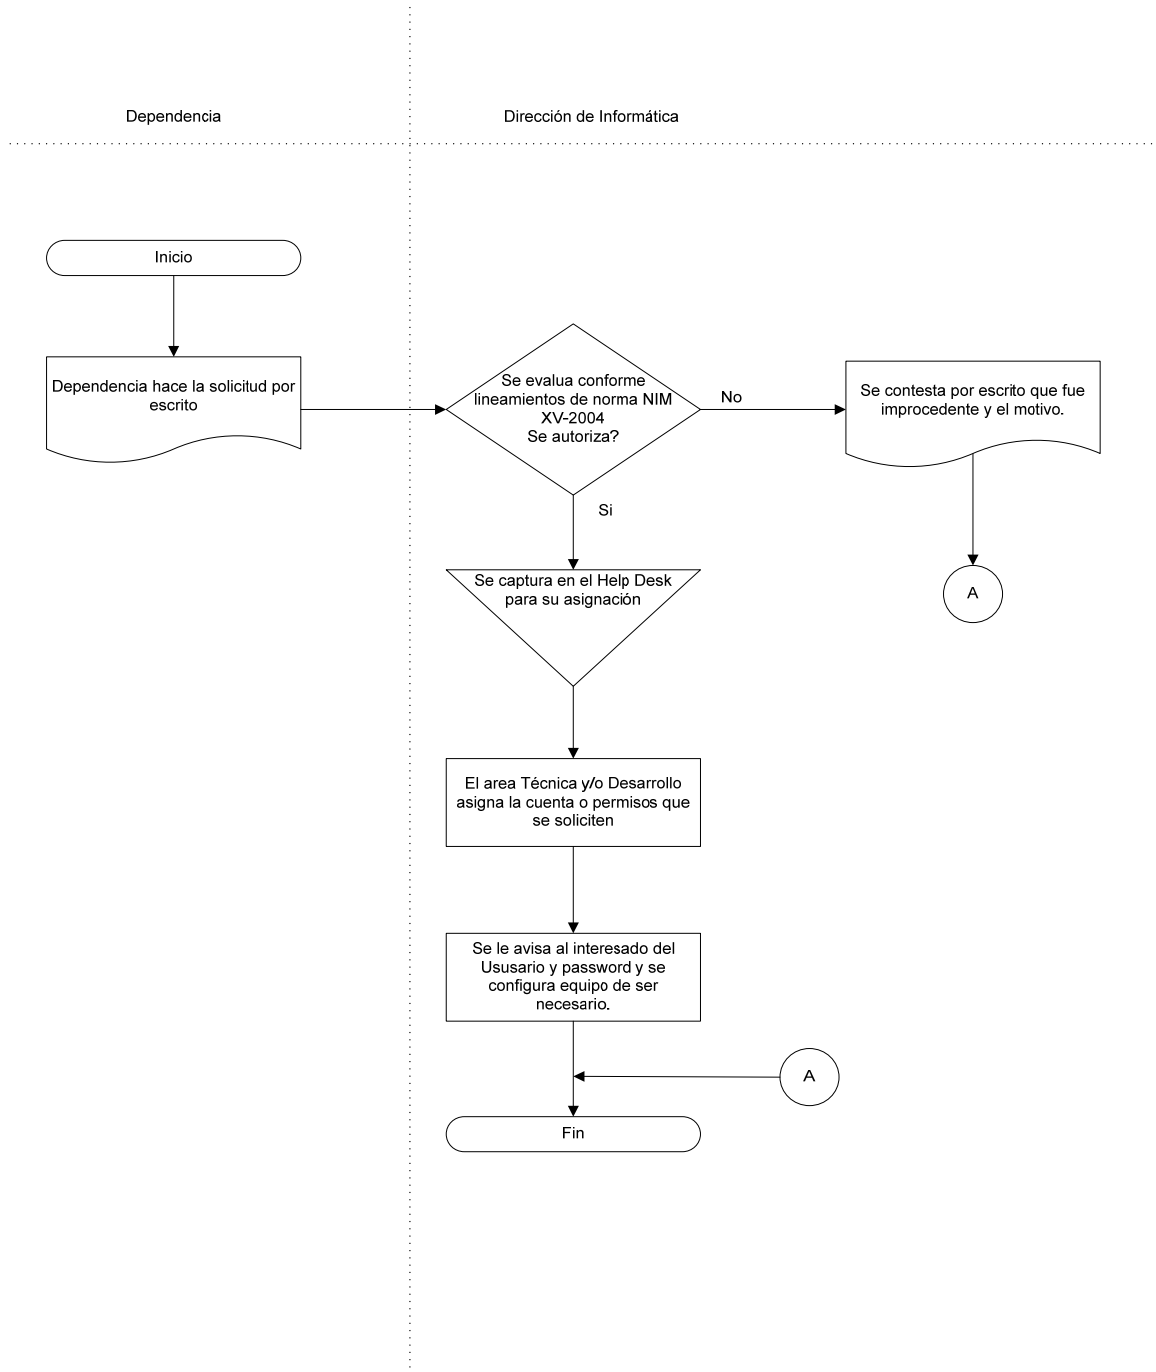 Dependencia
Dirección de Informática
Inicio
Dependencia hace la solicitud por
escrito
Se evalua conforme
lineamientos de norma NIM
XV-2004
Se autoriza?
No
Se contesta por escrito que fue
improcedente y el motivo.
Si
Se captura en el Help Desk
para su asignación
A
El area Técnica y/o Desarrollo
asigna la cuenta o permisos que
se soliciten
Se le avisa al interesado del
Ususario y password y se
configura equipo de ser
necesario.
A
Fin